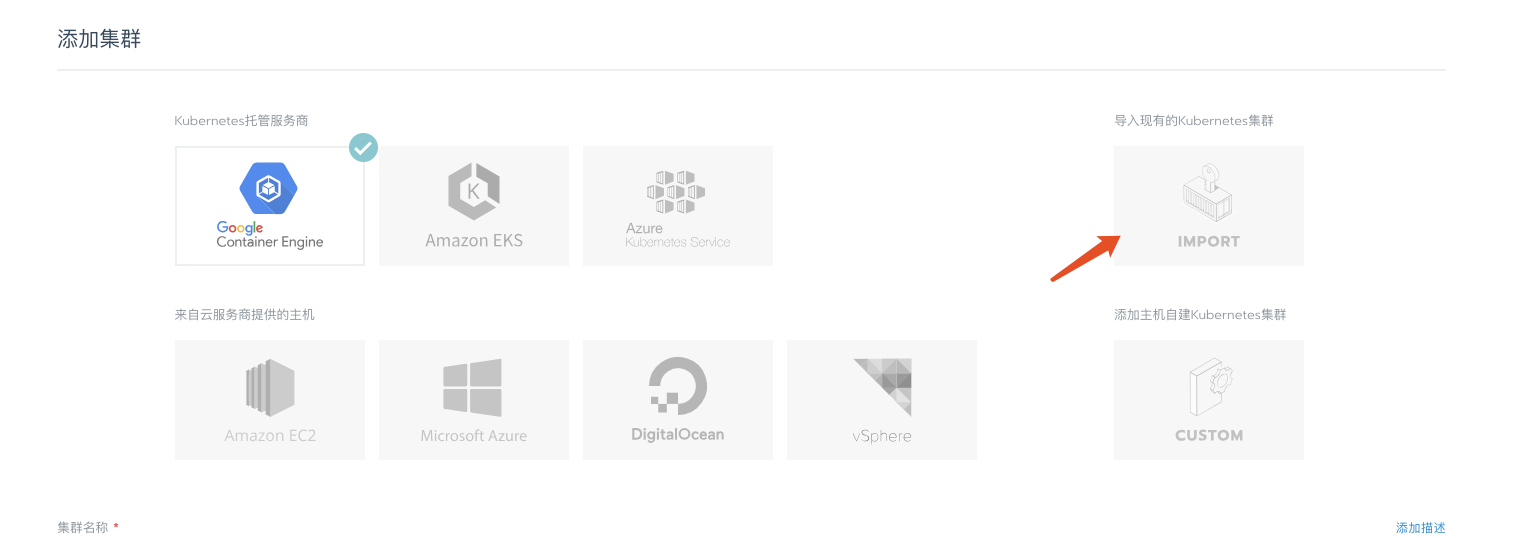 添加集群
Kubernetes托管服务商
导入现有的Kubernetes集群
Google
Container Engine
K
Amazon EKS
Azure
Kubernetes Service
IMPORT
来自云服务商提供的主机
添加主机自建Kubernetes集群
Amazon EC2
Microsoft Azure
DigitalOcean
vSphere
CUSTOM
集群名称 *
添加描述